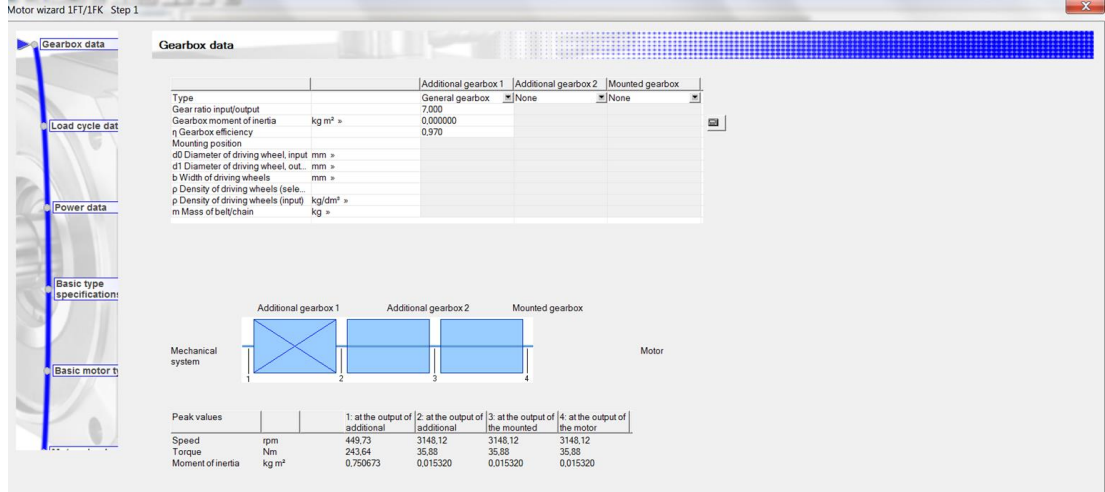 Motor wizard 1FT/1FK Step 1
X
Gearbox data
Load cycle dat
Power data
Basic type
specifications
Basic motor ty
Gearbox data
Additional gearbox 1 Additional gearbox 2 Mounted gearbox
Type General gearbox None None
Gear ratio input/output 7,000
Gearbox moment of inertia kg m² » 0,000000
η Gearbox efficiency 0,970
Mounting position
d0 Diameter of driving wheel, input mm »
d1 Diameter of driving wheel, out... mm »
b Width of driving wheels mm »
ρ Density of driving wheels (sele...
ρ Density of driving wheels (input) kg/dm³ »
m Mass of belt/chain kg »
Additional gearbox 1 Additional gearbox 2 Mounted gearbox
Mechanical
system
Motor
1 2 3 4
Peak values 1: at the output of 2: at the output of 3: at the output of 4: at the output of
additional additional the mounted the motor
Speed rpm 449,73 3148,12 3148,12 3148,12
Torque Nm 243,64 35,88 35,88 35,88
Moment of inertia kg m² 0,750673 0,015320 0,015320 0,015320